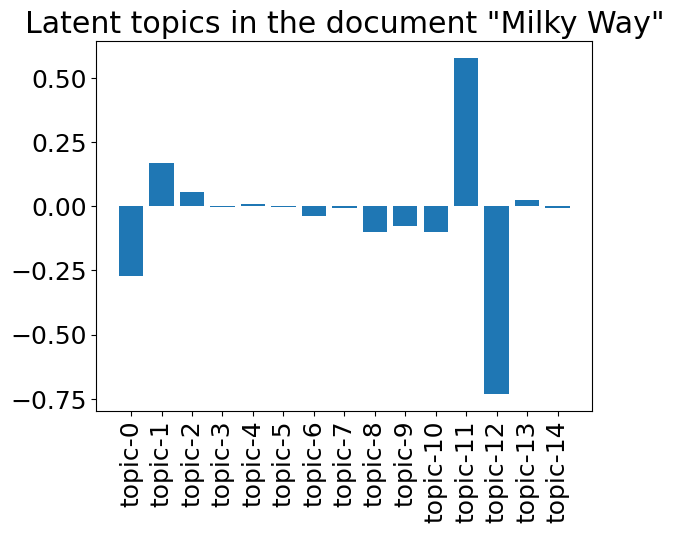 Latent topics in the document "Milky Way"
0.50
0.25
0.00
−0.25
−0.50
−0.75
topic-0
topic-1
topic-2
topic-3
topic-4
topic-5
topic-6
topic-7
topic-8
topic-9
topic-10
topic-11
topic-12
topic-13
topic-14